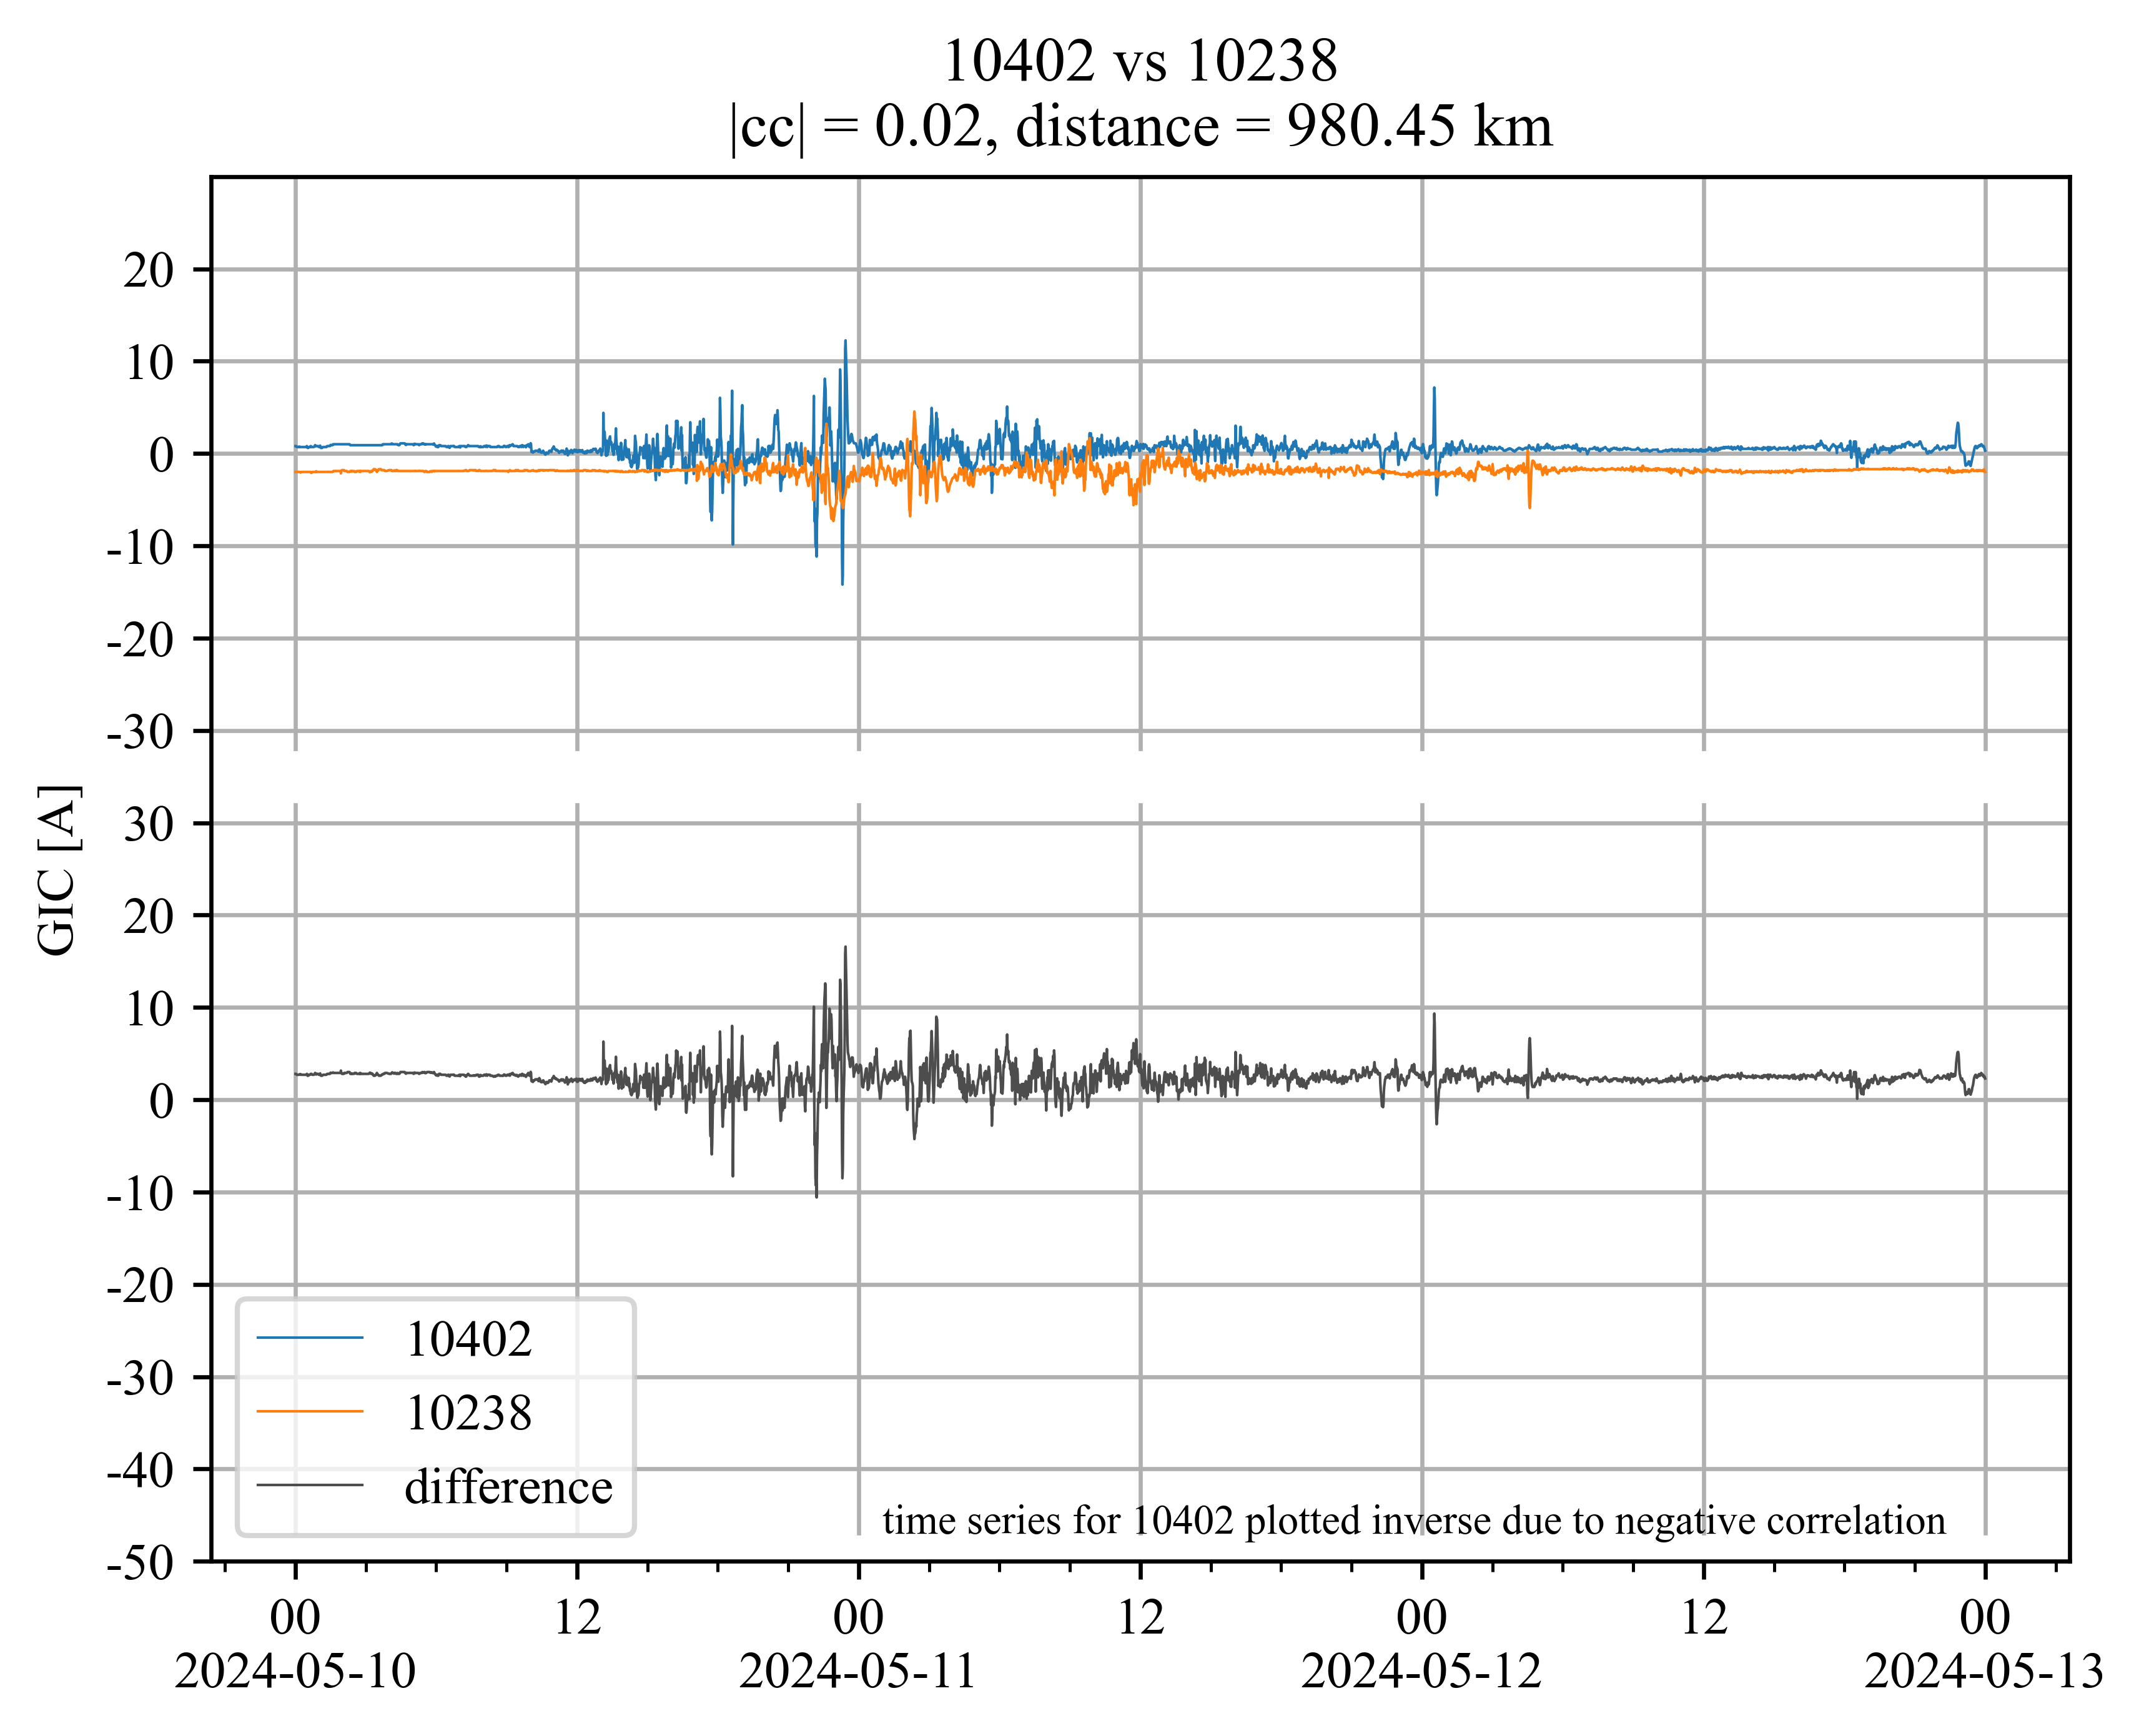 10402 vs 10238
|cc| = 0.02, distance = 980.45 km
20
10
0
-10
-20
-30
GIC [A]
30
20
10
0
-10
-20
-30
-40
-50
10402
10238
difference
time series for 10402 plotted inverse due to negative correlation
00 12 00 12 00 12 00
2024-05-10 2024-05-11 2024-05-12 2024-05-13